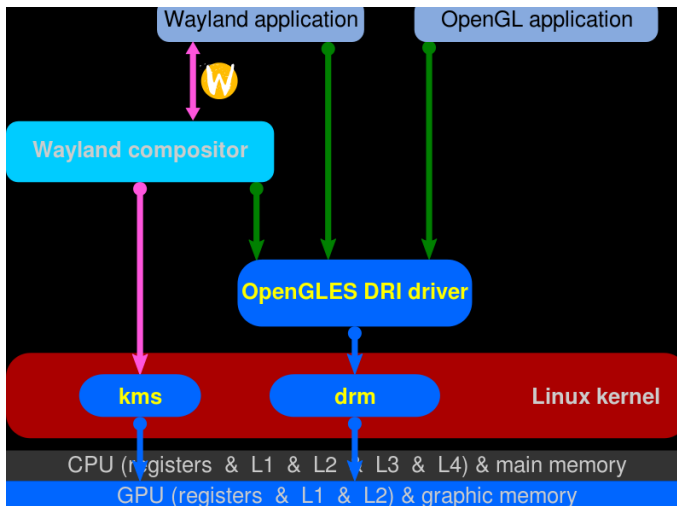 Wayland application
OpenGL application
W
Wayland compositor
OpenGLES DRI driver
kms
drm
Linux kernel
CPU (registers & L1 & L2 & L3 & L4) & main memory
GPU (registers & L1 & L2) & graphic memory